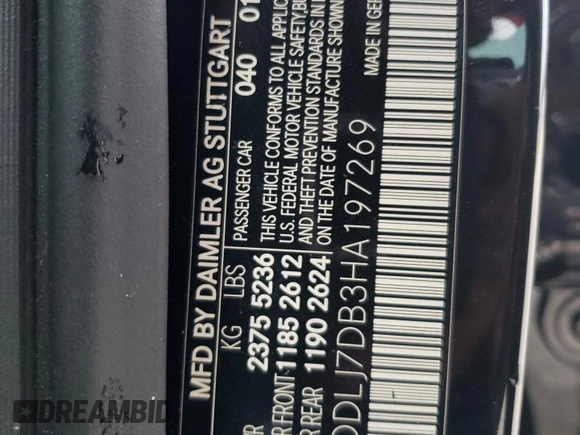 MFD BY DAIMLER AG STUTTGART
KG LBS
2375 5236
FRONT 1185 2612
REAR 1190 2624
PASSENGER CAR 040 01
THIS VEHICLE CONFORMS TO ALL
U.S. FEDERAL MOTOR VEHICLE SAFETY,
AND THEFT PREVENTION STANDARDS IN
ON THE DATE OF MANUFACTURE SHOWN
MADE IN
DLJ7DB3HA197269
DREAMBID